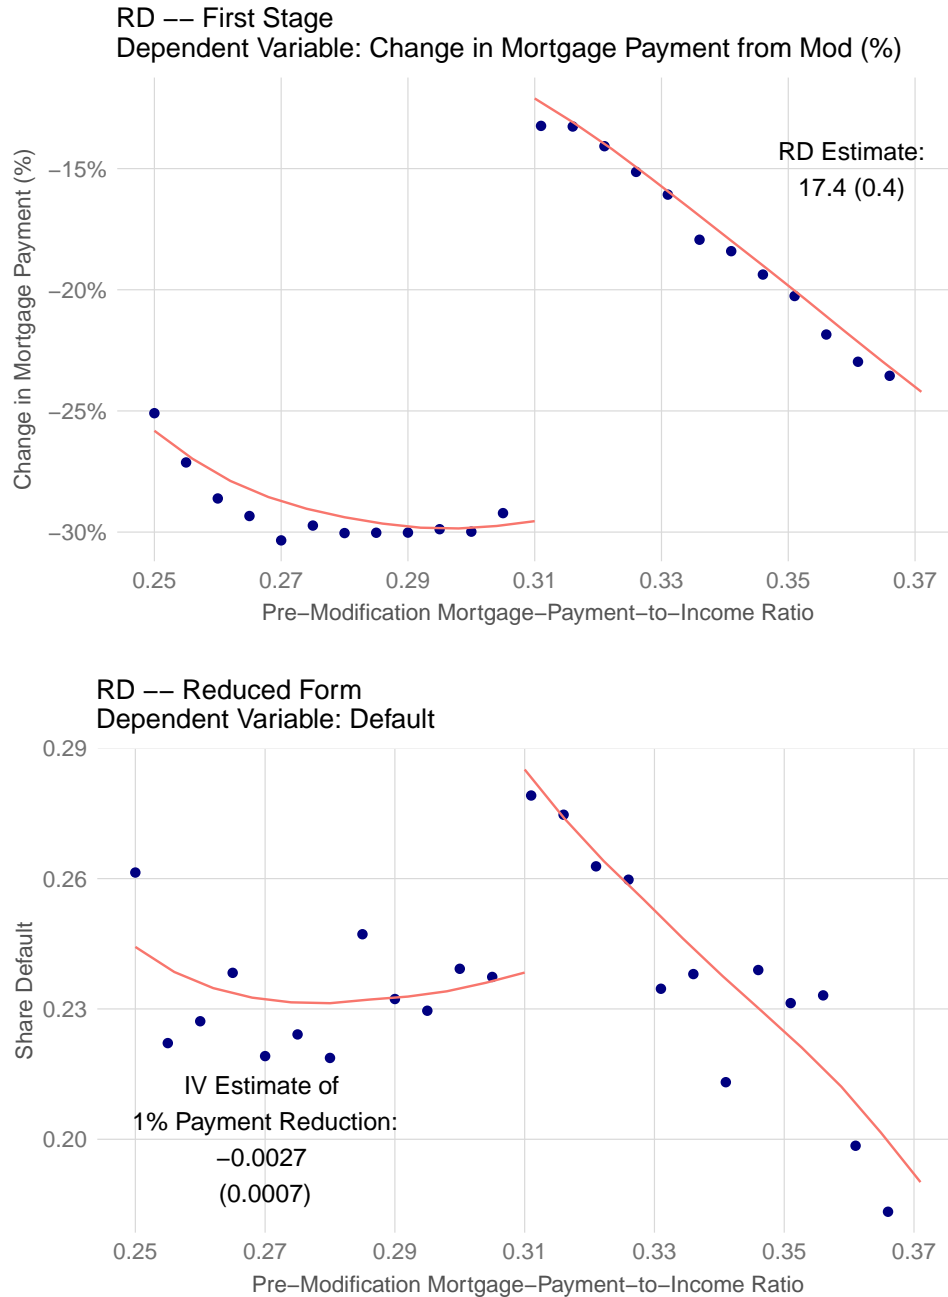 RD −− First Stage
Dependent Variable: Change in Mortgage Payment from Mod (%)
Change in Mortgage Payment (%)
−15%
−20%
−25%
−30%
RD Estimate:
17.4 (0.4)
0.25 0.27 0.29 0.31 0.33 0.35 0.37
Pre−Modification Mortgage−Payment−to−Income Ratio
RD −− Reduced Form
Dependent Variable: Default
Share Default
0.29
0.26
0.23
0.20
IV Estimate of
1% Payment Reduction:
−0.0027
(0.0007)
0.25 0.27 0.29 0.31 0.33 0.35 0.37
Pre−Modification Mortgage−Payment−to−Income Ratio